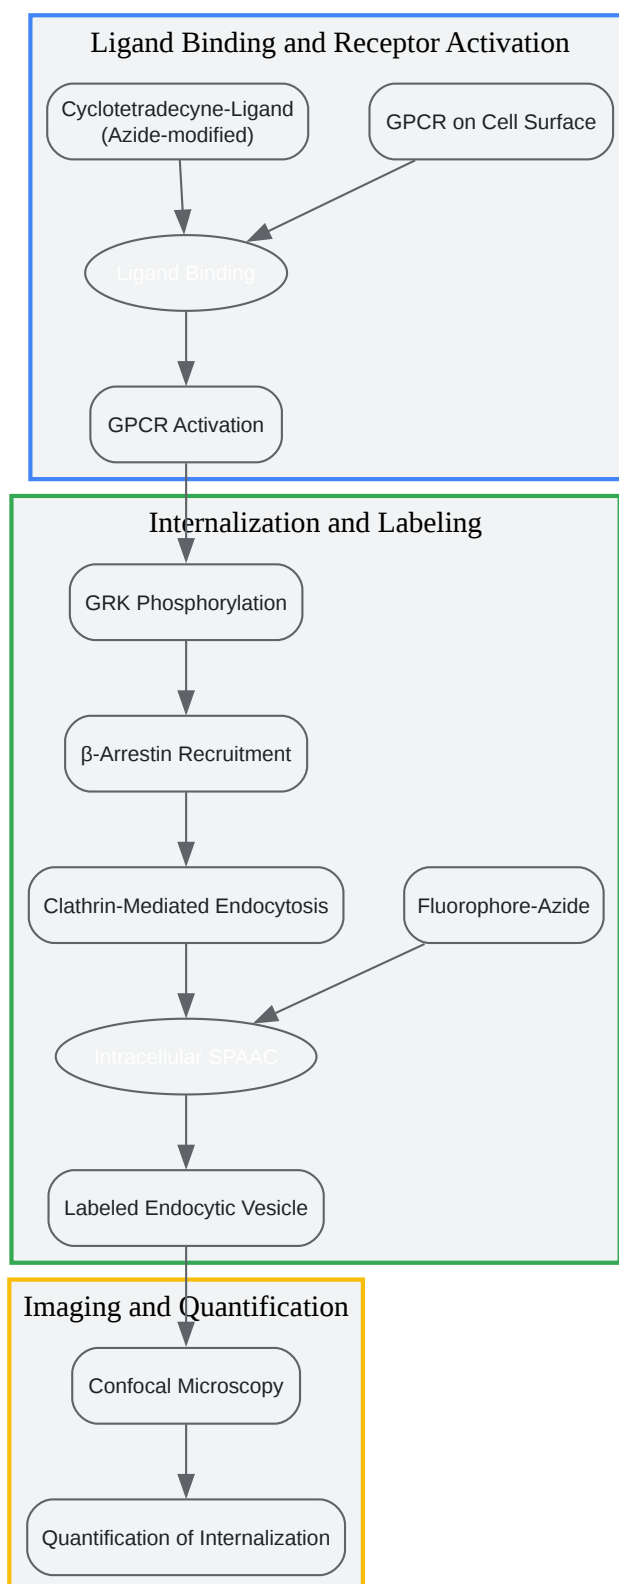 Ligand Binding and Receptor Activation
Cyclotetradecyne-Ligand
(Azide-modified)
GPCR on Cell Surface
Ligand Binding
GPCR Activation
Internalization and Labeling
GRK Phosphorylation
β-Arrestin Recruitment
Clathrin-Mediated Endocytosis
Fluorophore-Azide
Intracellular SPAAC
Labeled Endocytic Vesicle
Imaging and Quantification
Confocal Microscopy
Quantification of Internalization